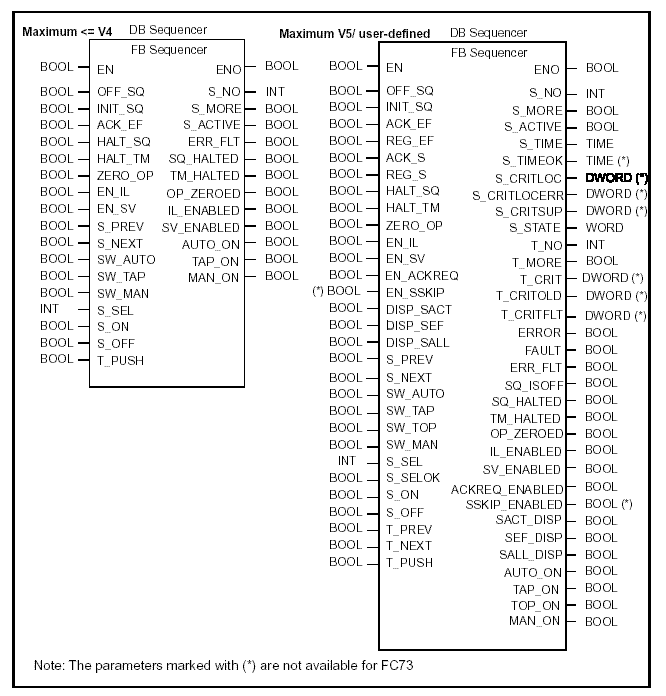 Maximum <= V4
DB Sequencer
FB Sequencer
BOOL EN ENO BOOL
BOOL OFF_SQ S_NO INT
BOOL INIT_SQ S_MORE BOOL
BOOL ACK_EF S_ACTIVE BOOL
BOOL HALT_SQ ERR_FLT BOOL
BOOL HALT_TM SQ_HALTED BOOL
BOOL ZERO_OP TM_HALTED BOOL
BOOL EN_IL OP_ZEROED BOOL
BOOL EN_SV IL_ENABLED BOOL
BOOL S_PREV SV_ENABLED BOOL
BOOL S_NEXT AUTO_ON BOOL
BOOL SW_AUTO TAP_ON BOOL
BOOL SW_TAP MAN_ON BOOL
BOOL SW_MAN
INT S_SEL
BOOL S_ON
BOOL S_OFF
BOOL T_PUSH
Maximum V5/ user-defined
DB Sequencer
FB Sequencer
BOOL EN ENO BOOL
BOOL OFF_SQ S_NO INT
BOOL INIT_SQ S_MORE BOOL
BOOL ACK_EF S_ACTIVE BOOL
BOOL REG_EF S_TIME TIME
BOOL ACK_S S_TIMEOK TIME (*)
BOOL REG_S S_CRITLOC DWORD (*)
BOOL HALT_SQ S_CRITLOCERR DWORD (*)
BOOL HALT_TM S_CRITSUP DWORD (*)
BOOL ZERO_OP S_STATE WORD
BOOL EN_IL T_NO INT
BOOL EN_SV T_MORE BOOL
BOOL EN_ACKREQ T_CRIT DWORD (*)
(*) BOOL EN_SSKIP T_CRITOLD DWORD (*)
BOOL DISP_SACT T_CRITFLT DWORD (*)
BOOL DISP_SEF ERROR BOOL
BOOL DISP_SALL FAULT BOOL
BOOL S_PREV ERR_FLT BOOL
BOOL S_NEXT SQ_ISOFF BOOL
BOOL SW_AUTO SQ_HALTED BOOL
BOOL SW_TAP TM_HALTED BOOL
BOOL SW_TOP OP_ZEROED BOOL
BOOL SW_MAN IL_ENABLED BOOL
INT S_SEL SV_ENABLED BOOL
BOOL S_SELOK ACKREQ_ENABLED BOOL
BOOL S_ON SSKIP_ENABLED BOOL (*)
BOOL S_OFF SACT_DISP BOOL
BOOL T_PREV SEF_DISP BOOL
BOOL T_NEXT SALL_DISP BOOL
BOOL T_PUSH AUTO_ON BOOL
TAP_ON BOOL
TOP_ON BOOL
MAN_ON BOOL
Note: The parameters marked with (*) are not available for FC73